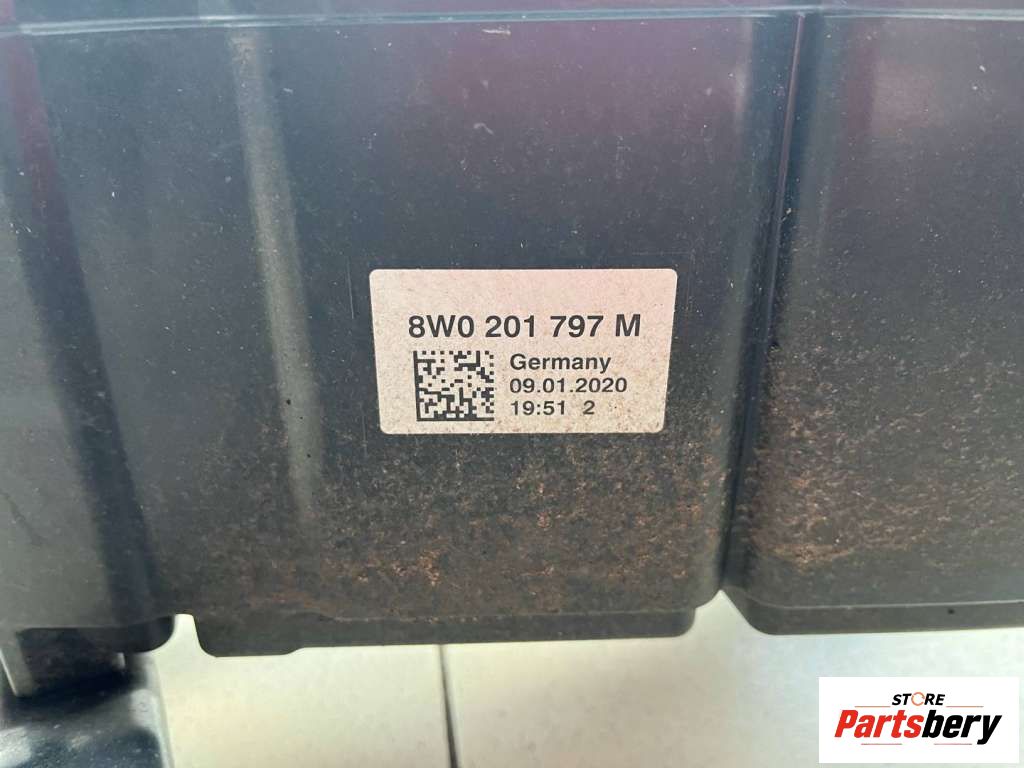 8W0 201 797 M
Germany
09.01.2020
19:51 2
STORE
Partsbery